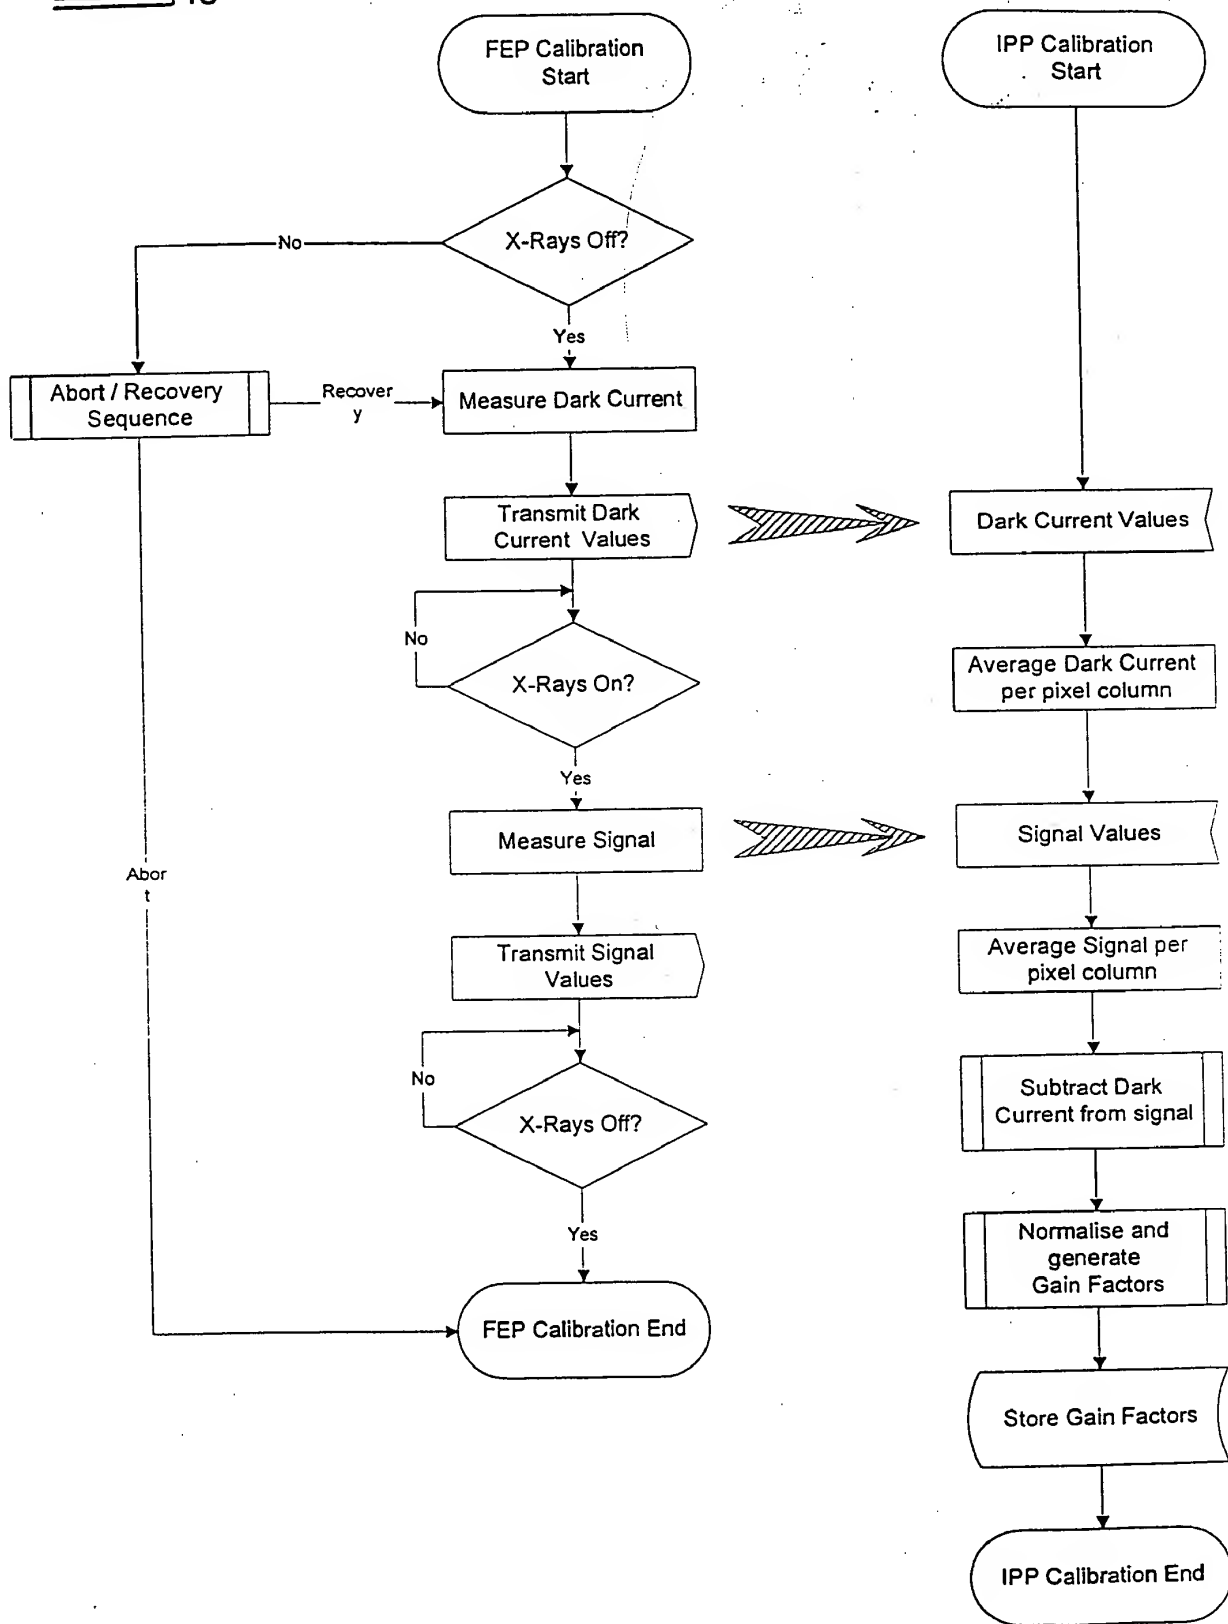 FEP Calibration
Start
X-Rays Off?
No
Yes
Abort / Recovery
Sequence
Recover
y
Measure Dark Current
Transmit Dark
Current Values
No
X-Rays On?
Yes
Measure Signal
Abor
t
Transmit Signal
Values
No
X-Rays Off?
Yes
FEP Calibration End
IPP Calibration
Start
Dark Current Values
Average Dark Current
per pixel column
Signal Values
Average Signal per
pixel column
Subtract Dark
Current from signal
Normalise and
generate
Gain Factors
Store Gain Factors
IPP Calibration End